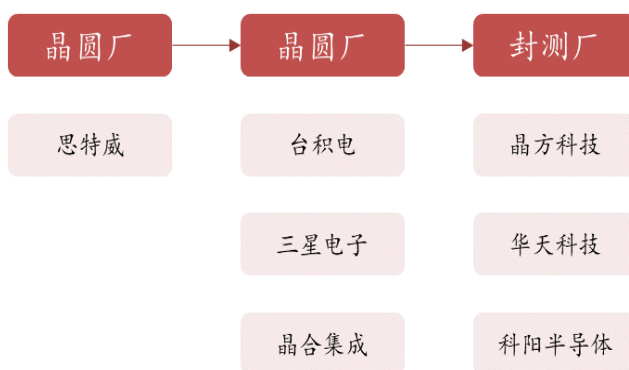 晶圆厂
晶圆厂
封测厂
思特威
台积电
晶方科技
三星电子
华天科技
晶合集成
科阳半导体